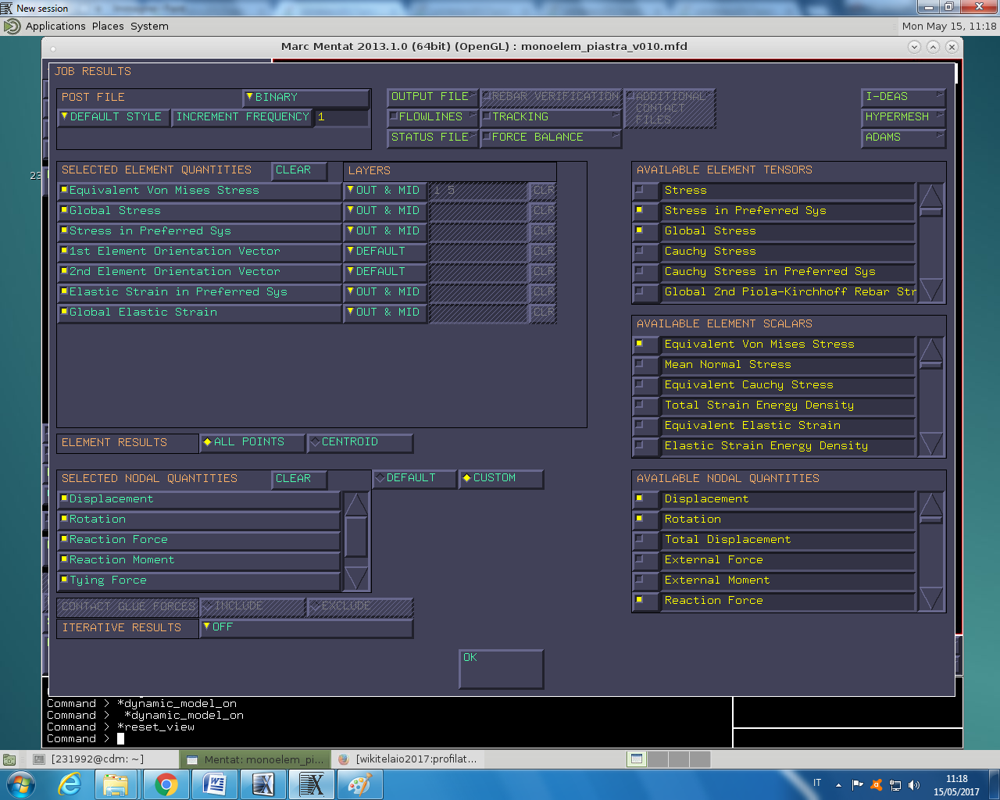 New session
Applications Places System
Mon May 15, 11:18
Marc Mentat 2013.1.0 (64bit) (OpenGL) : monoelem_piastra_v010.mfd
JOB RESULTS
POST FILE
BINARY
DEFAULT STYLE
INCREMENT FREQUENCY
1
OUTPUT FILE
REBAR VERIFICATION
ADDITIONAL
CONTACT
FILES
FLOWLINES
TRACKING
STATUS FILE
FORCE BALANCE
I-DEAS
HYPERMESH
ADAMS
23
SELECTED ELEMENT QUANTITIES
CLEAR
LAYERS
Equivalent Von Mises Stress
OUT & MID
1 5
CLR
Global Stress
OUT & MID
CLR
Stress in Preferred Sys
OUT & MID
CLR
1st Element Orientation Vector
DEFAULT
CLR
2nd Element Orientation Vector
DEFAULT
CLR
Elastic Strain in Preferred Sys
OUT & MID
CLR
Global Elastic Strain
OUT & MID
CLR
AVAILABLE ELEMENT TENSORS
Stress
Stress in Preferred Sys
Global Stress
Cauchy Stress
Cauchy Stress in Preferred Sys
Global 2nd Piola-Kirchhoff Rebar Str
AVAILABLE ELEMENT SCALARS
Equivalent Von Mises Stress
Mean Normal Stress
Equivalent Cauchy Stress
Total Strain Energy Density
Equivalent Elastic Strain
Elastic Strain Energy Density
ELEMENT RESULTS
ALL POINTS
CENTROID
SELECTED NODAL QUANTITIES
CLEAR
DEFAULT
CUSTOM
Displacement
Rotation
Reaction Force
Reaction Moment
Tying Force
AVAILABLE NODAL QUANTITIES
Displacement
Rotation
Total Displacement
External Force
External Moment
Reaction Force
CONTACT GLUE FORCES
INCLUDE
EXCLUDE
ITERATIVE RESULTS
OFF
OK
Command > *dynamic_model_on
Command > *dynamic_model_on
Command > *reset_view
Command >
[231992@cdm: ~]
Mentat: monoelem_pi...
[wikitelaio2017:profilat...
IT
11:18
15/05/2017